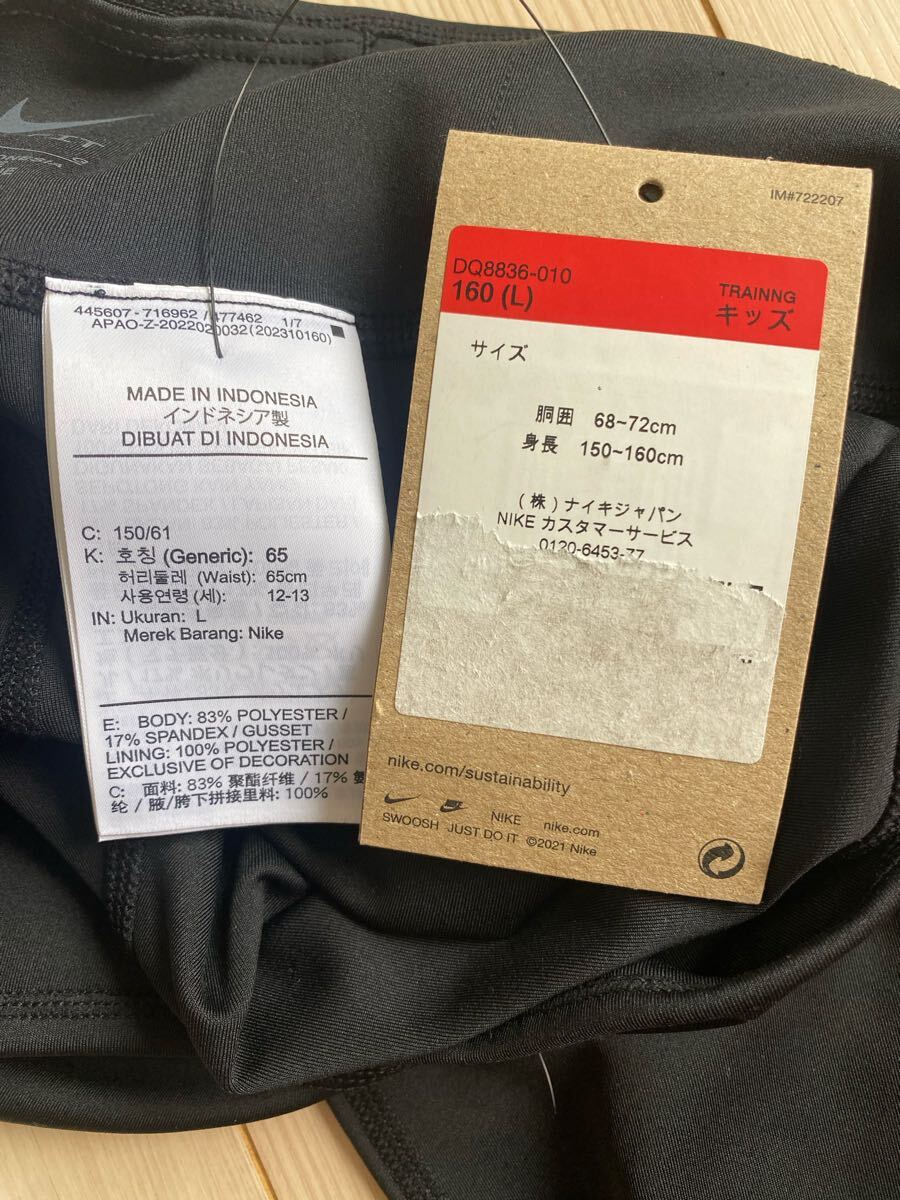 445607-716962 / 777462 1/7
APAO-Z-2022020032(202310160)
MADE IN INDONESIA
インドネシア製
DIBUAT DI INDONESIA
C: 150/61
K: 호칭 (Generic): 65
허리둘레 (Waist): 65cm
사용연령 (세): 12-13
IN: Ukuran: L
Merek Barang: Nike
E: BODY: 83% POLYESTER /
17% SPANDEX / GUSSET
LINING: 100% POLYESTER /
EXCLUSIVE OF DECORATION
C: 面料: 83% 聚酯纤维 / 17% 氨
纶 / 腋/胯下拼接里料: 100%
IM#722207
DQ8836-010
160 (L)
TRAINNG
キッズ
サイズ
胴囲 68~72cm
身長 150~160cm
(株)ナイキジャパン
NIKE カスタマーサービス
0120-6453-77
nike.com/sustainability
NIKE nike.com
SWOOSH JUST DO IT ©2021 Nike